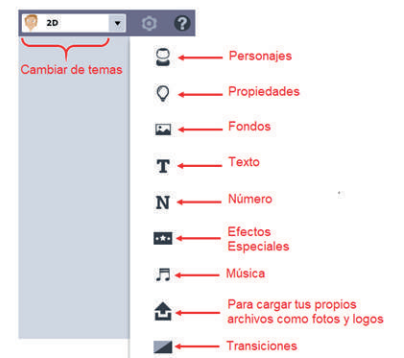 2D
Cambiar de temas
Personajes
Propiedades
Fondos
T
Texto
N
Número
Efectos
Especiales
Música
Para cargar tus propios
archivos como fotos y logos
Transiciones